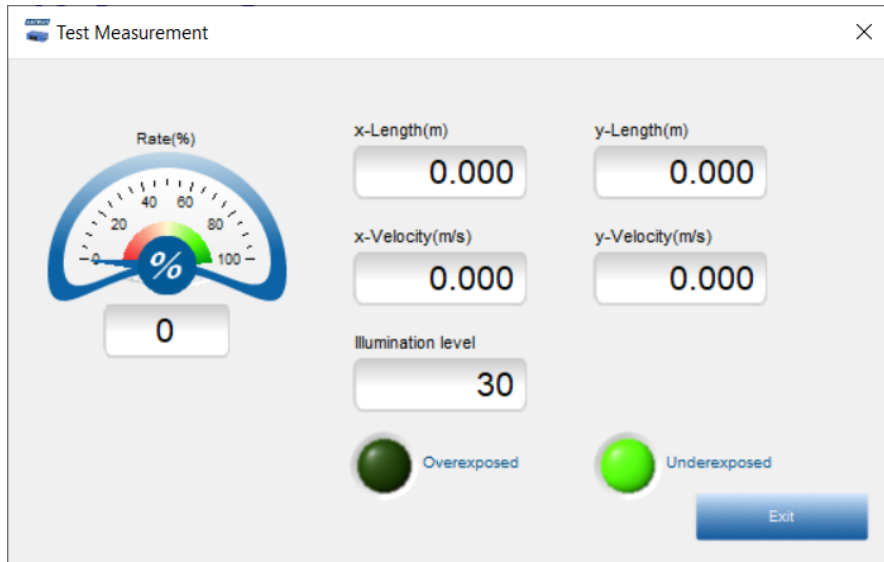 Test Measurement
Rate(%)
0
20
40
60
80
100
%
0
x-Length(m)
0.000
y-Length(m)
0.000
x-Velocity(m/s)
0.000
y-Velocity(m/s)
0.000
Illumination level
30
Overexposed
Underexposed
Exit